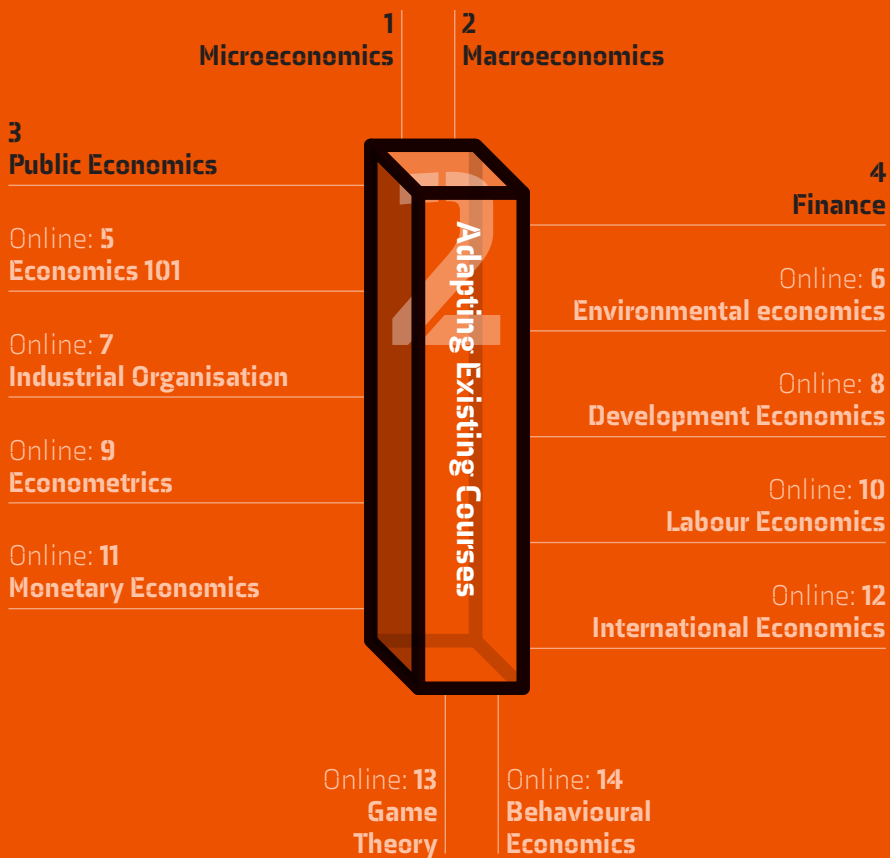 1
Microeconomics
2
Macroeconomics
3
Public Economics
4
Finance
Online: 5
Economics 101
Online: 6
Environmental economics
Online: 7
Industrial Organisation
Online: 8
Development Economics
Online: 9
Econometrics
Online: 10
Labour Economics
Online: 11
Monetary Economics
Online: 12
International Economics
2
Adapting Existing Courses
Online: 13
Game
Theory
Online: 14
Behavioural
Economics